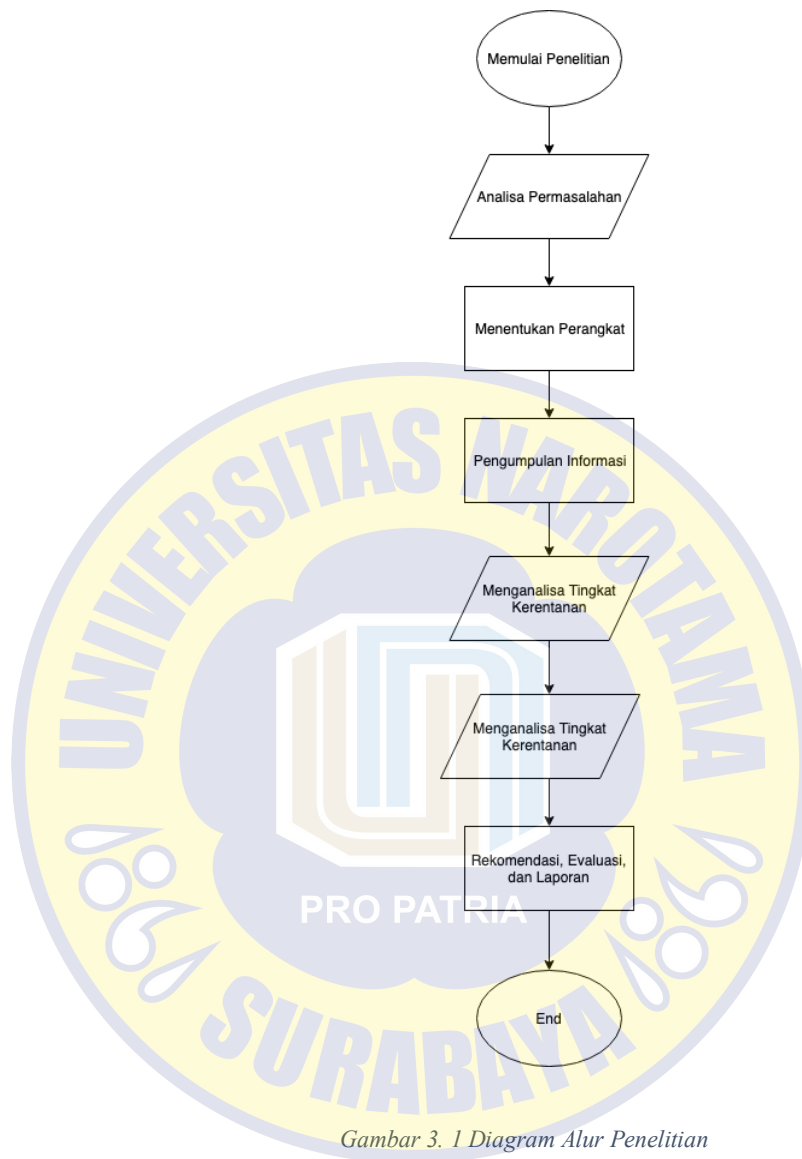 Memulai Penelitian
Analisa Permasalahan
Menentukan Perangkat
Pengumpulan Informasi
Menganalisa Tingkat
Kerentanan
Menganalisa Tingkat
Kerentanan
Rekomendasi, Evaluasi,
dan Laporan
End
UNIVERSITAS NAROTAMA
PRO PATRIA
SURABAYA
Gambar 3. 1 Diagram Alur Penelitian